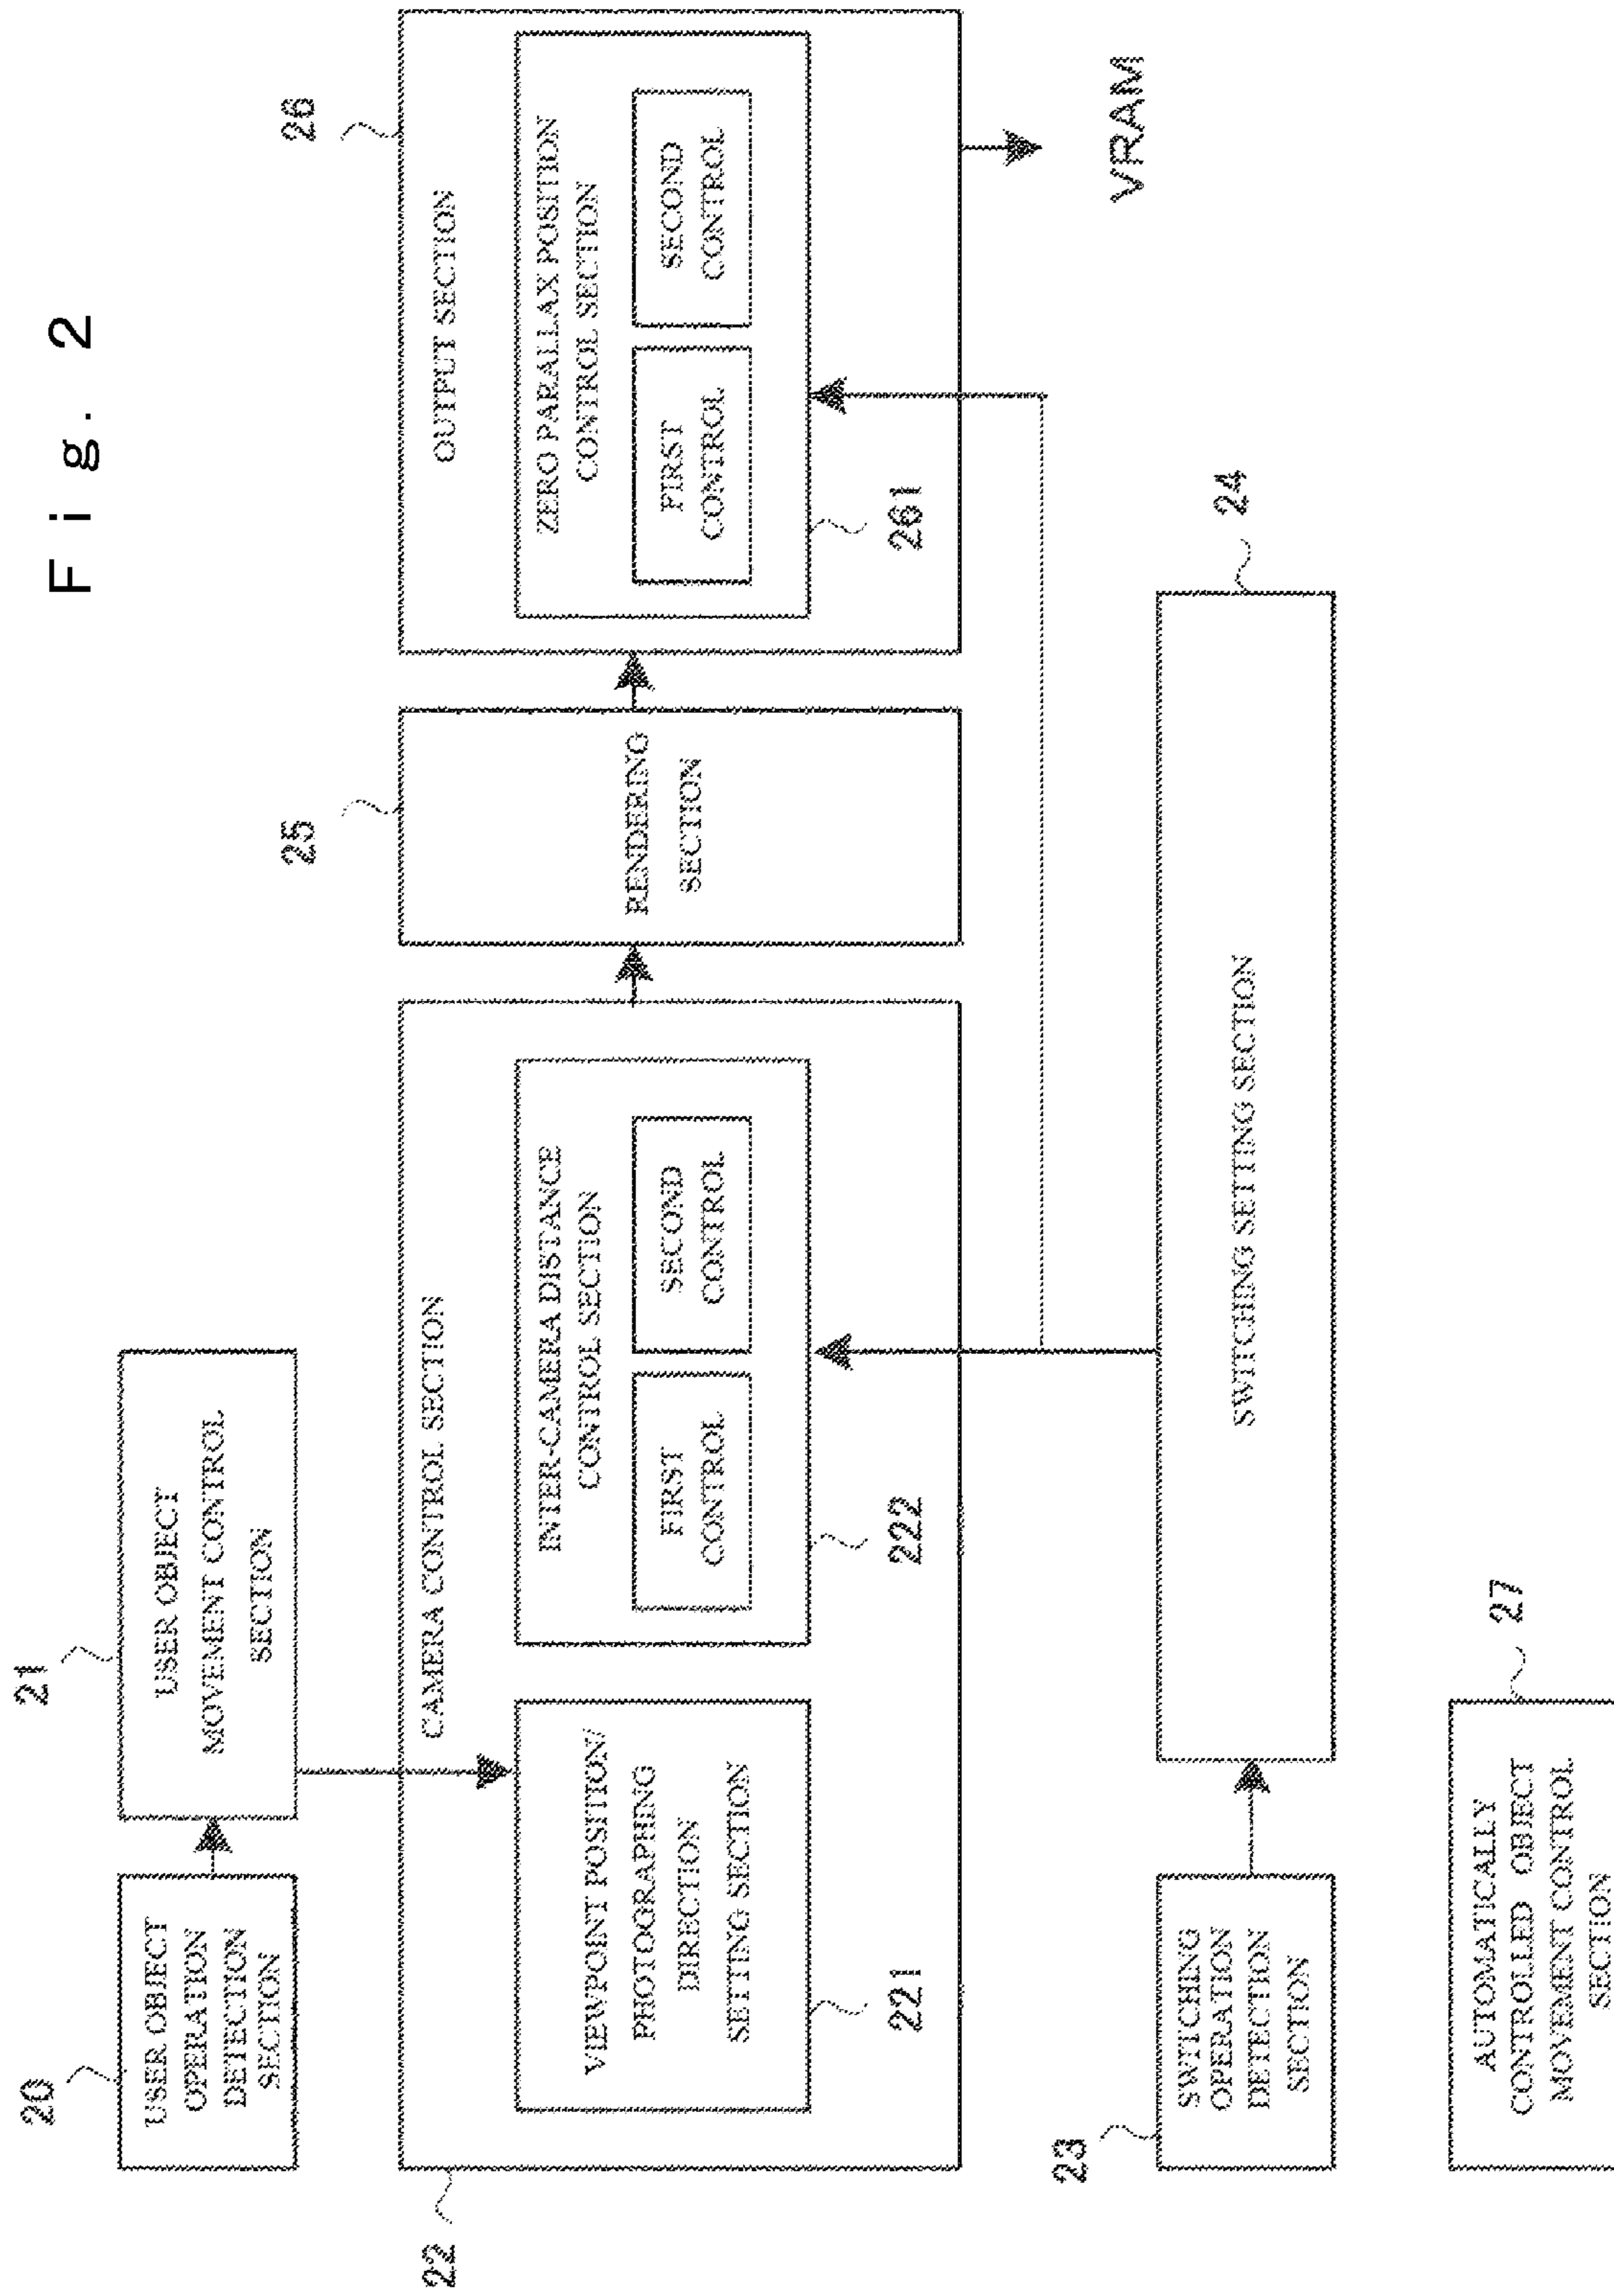 Fig. 2
20
USER OBJECT
OPERATION
DETECTION
SECTION
21
USER OBJECT
MOVEMENT CONTROL
SECTION
22
CAMERA CONTROL SECTION
VIEWPOINT POSITION/
PHOTOGRAPHING
DIRECTION
SETTING SECTION
221
INTER-CAMERA DISTANCE
CONTROL SECTION
FIRST
CONTROL
SECOND
CONTROL
222
25
RENDERING
SECTION
26
OUTPUT SECTION
ZERO PARALLAX POSITION
CONTROL SECTION
FIRST
CONTROL
SECOND
CONTROL
261
VRAM
23
SWITCHING
OPERATION
DETECTION
SECTION
24
SWITCHING SETTING SECTION
27
AUTOMATICALLY
CONTROLLED OBJECT
MOVEMENT CONTROL
SECTION